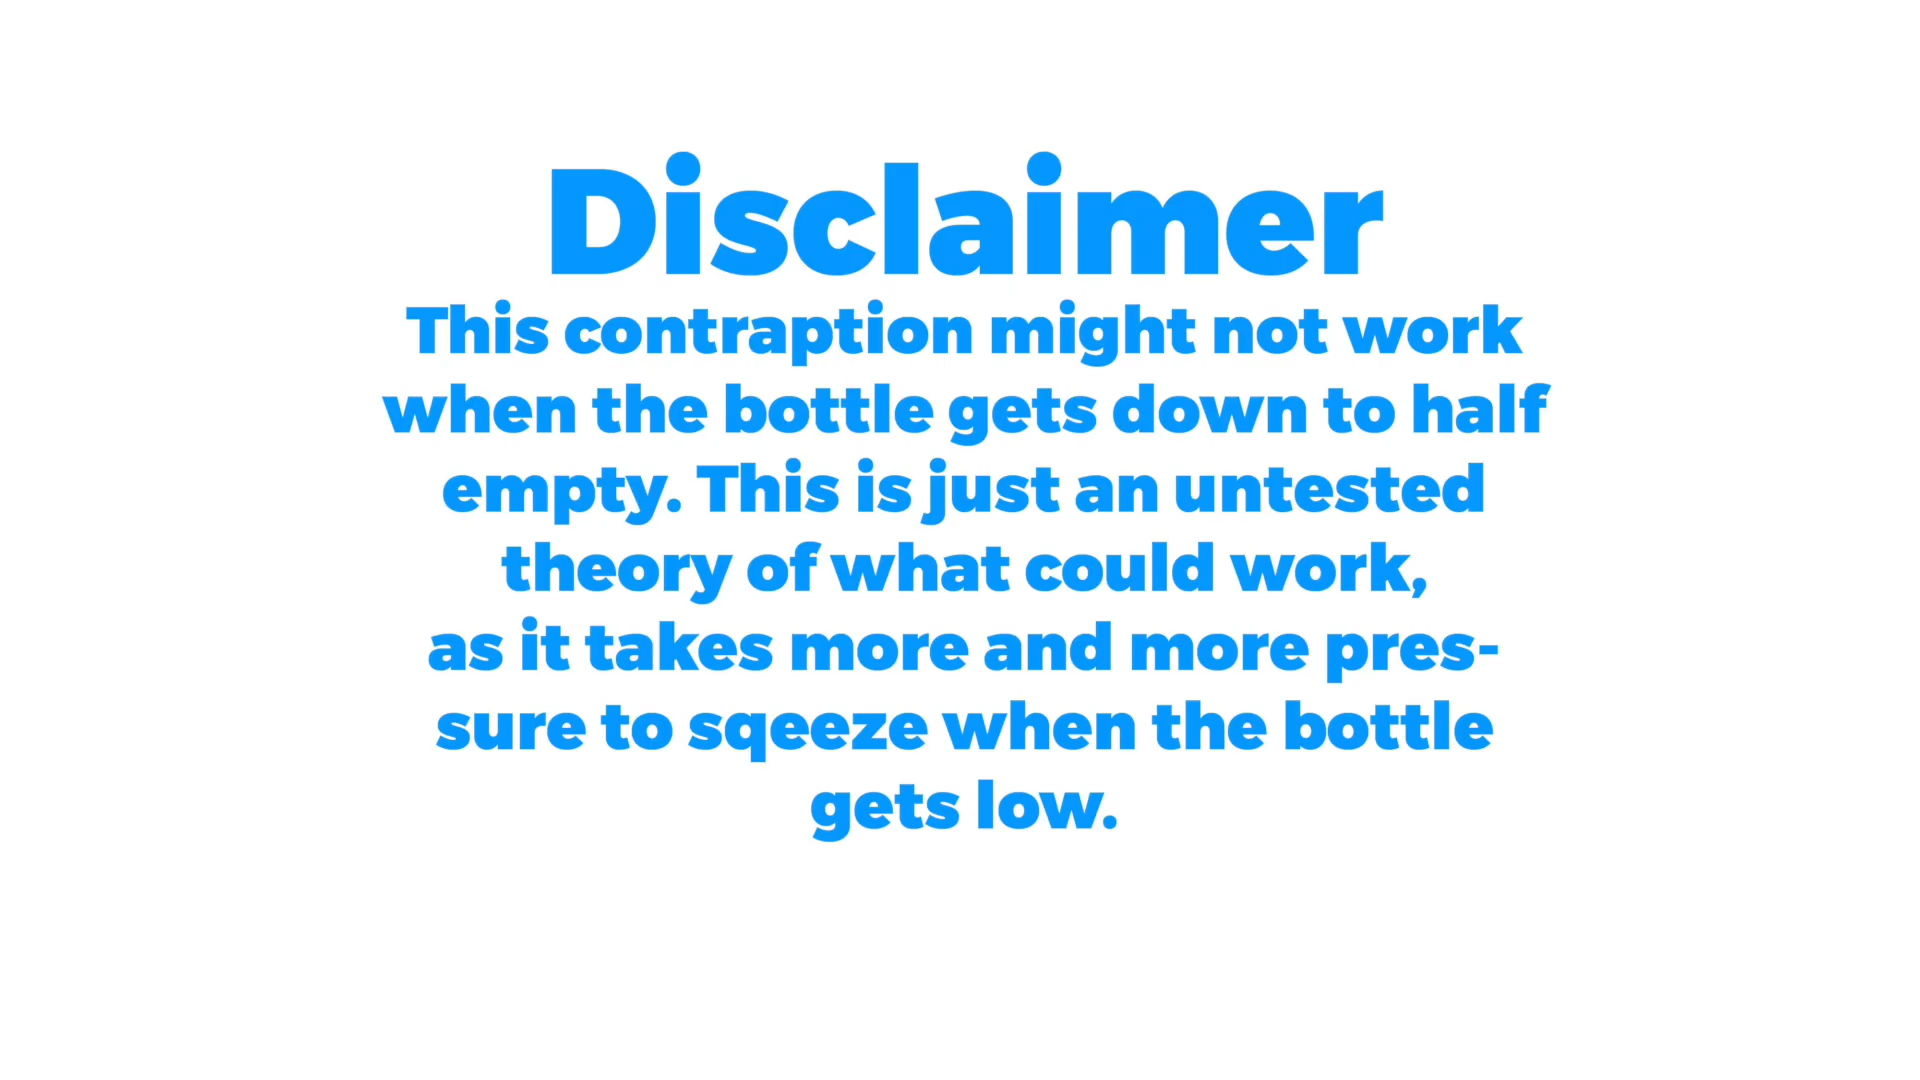 Disclaimer
This contraption might not work
when the bottle gets down to half
empty. This is just an untested
theory of what could work,
as it takes more and more pres-
sure to sqeeze when the bottle
gets low.